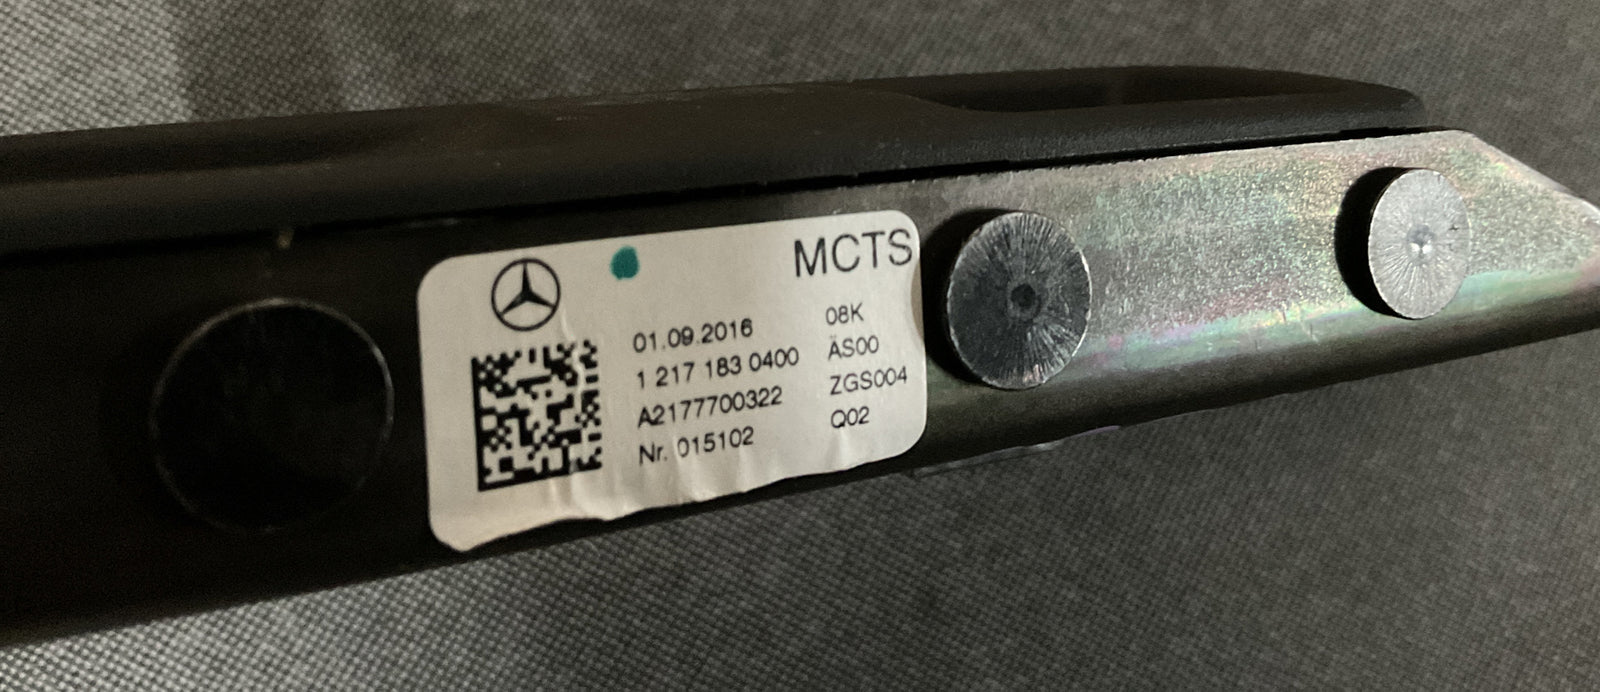 MCTS
01.09.2016 08K
1 217 183 0400 ÄS00
A2177700322 ZGS004
Nr. 015102 Q02